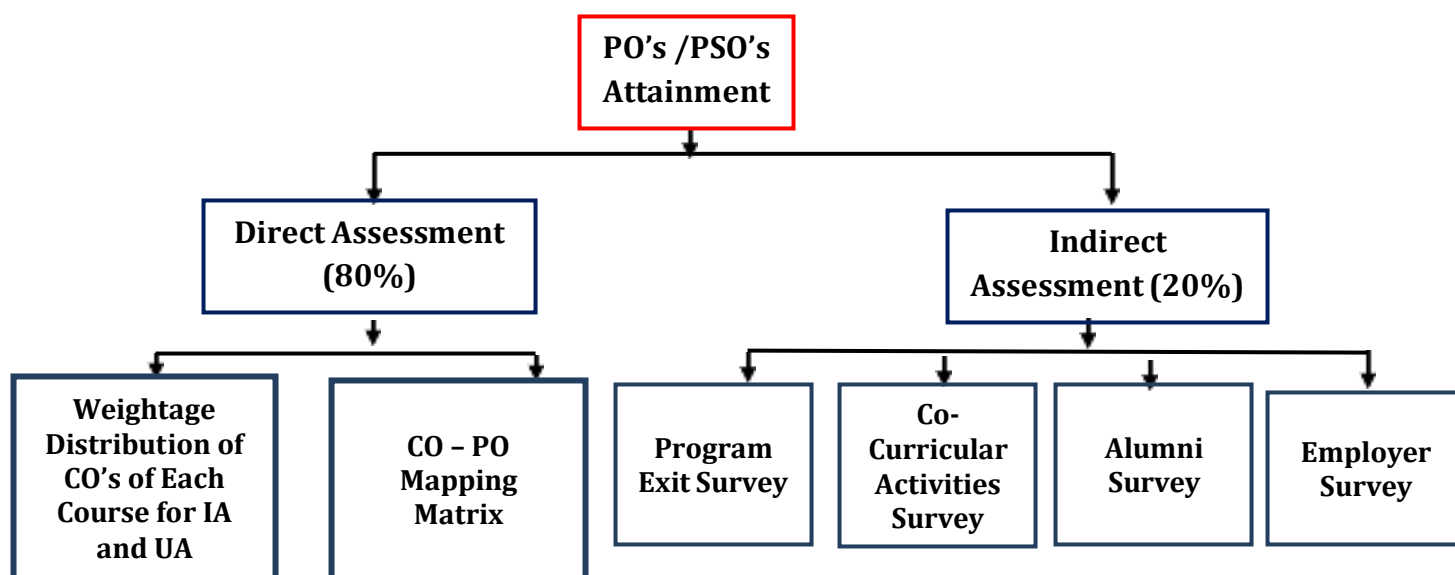 PO’s /PSO’s
Attainment
Direct Assessment
(80%)
Indirect
Assessment (20%)
Weightage
Distribution of
CO’s of Each
Course for IA
and UA
CO – PO
Mapping
Matrix
Program
Exit Survey
Co-
Curricular
Activities
Survey
Alumni
Survey
Employer
Survey